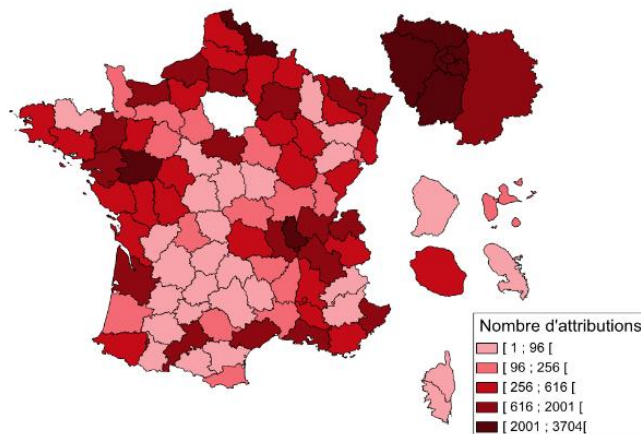 Nombre d'attributions
[ 1 ; 96 [
[ 96 ; 256 [
[ 256 ; 616 [
[ 616 ; 2001 [
[ 2001 ; 3704[